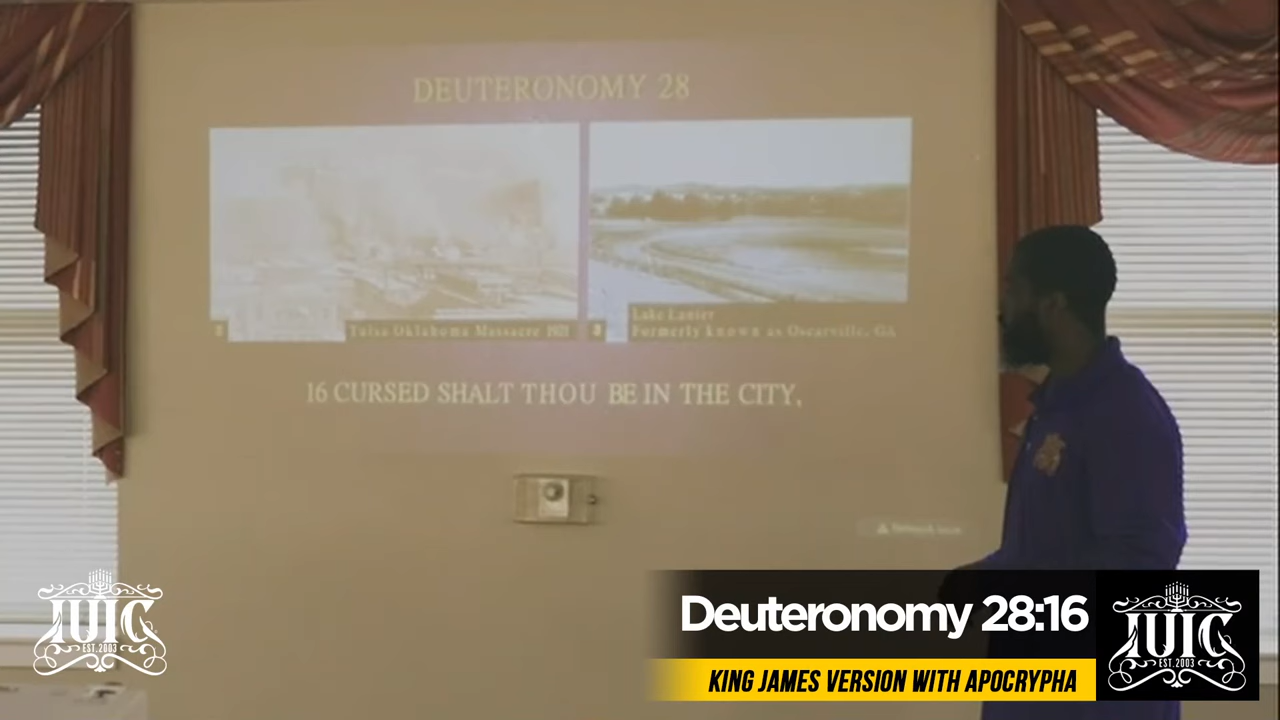 DEUTERONOMY 28
Tulsa Oklahoma Massacre 1921
Lake Lanier
Formerly known as Oscarville, GA
16 CURSED SHALT THOU BE IN THE CITY,
Deuteronomy 28:16
KING JAMES VERSION WITH APOCRYPHA
IUIC
EST. 2003
IUIC
EST. 2003